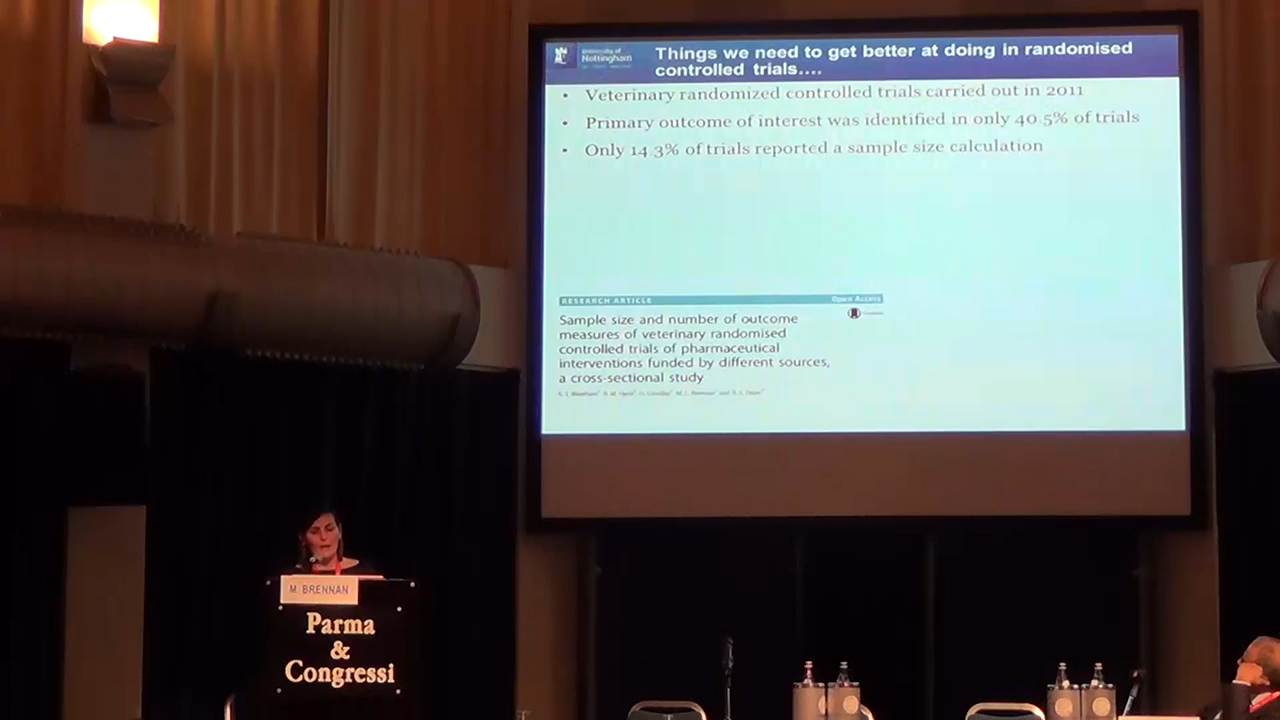 University of
Nottingham
Things we need to get better at doing in randomised
controlled trials....
• Veterinary randomized controlled trials carried out in 2011
• Primary outcome of interest was identified in only 40.5% of trials
• Only 14.3% of trials reported a sample size calculation
RESEARCH ARTICLE Open Access
Sample size and number of outcome
measures of veterinary randomised
controlled trials of pharmaceutical
interventions funded by different sources,
a cross-sectional study
M. BRENNAN
Parma
&
Congressi